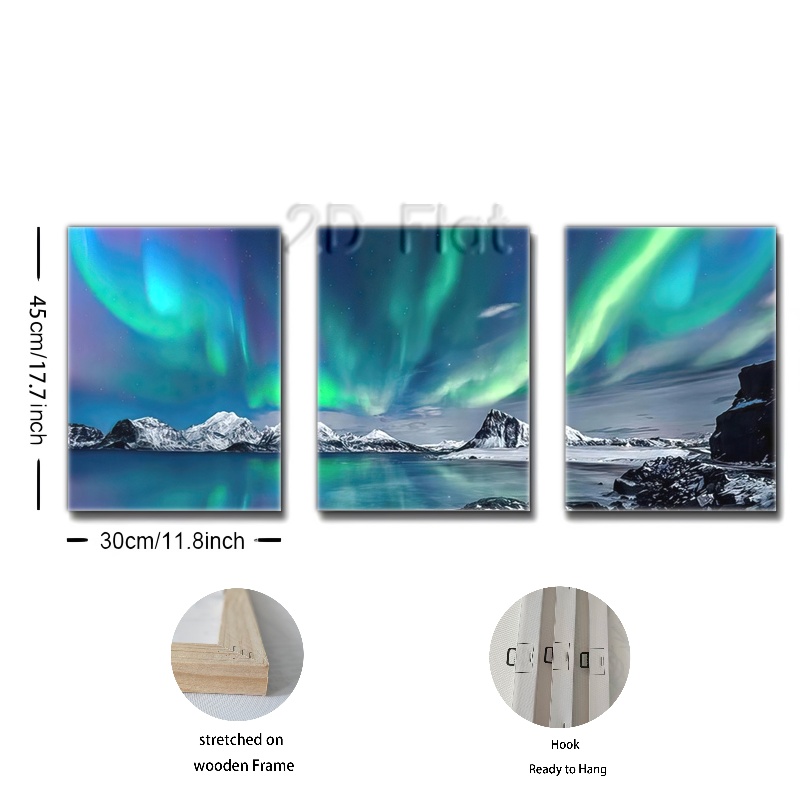 2D Flat
45cm/17.7inch
30cm/11.8inch
stretched on
wooden Frame
Hook
Ready to Hang